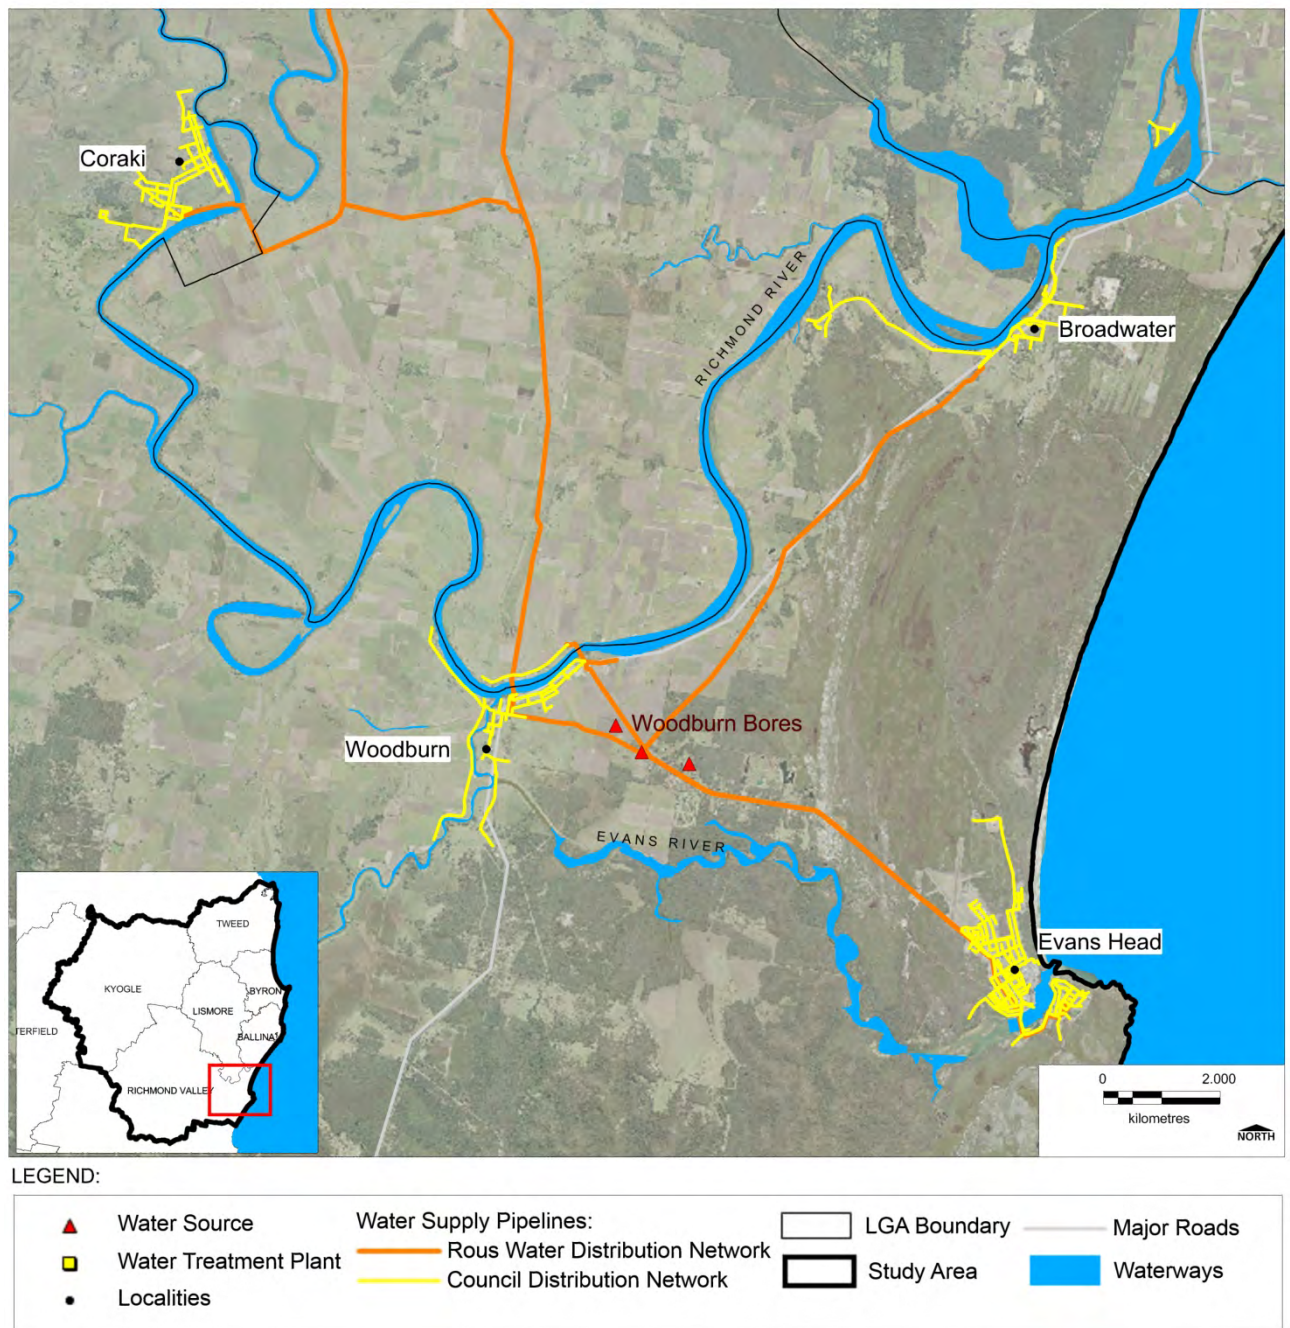 Coraki
RICHMOND RIVER
Broadwater
Woodburn Bores
Woodburn
EVANS RIVER
Evans Head
TWEED
KYOGLE
BYRON
LISMORE
TERFIELD
BALLINA
RICHMOND VALLEY
0 2.000
kilometres
NORTH
LEGEND:
Water Source
Water Treatment Plant
Localities
Water Supply Pipelines:
Rous Water Distribution Network
Council Distribution Network
LGA Boundary
Study Area
Major Roads
Waterways